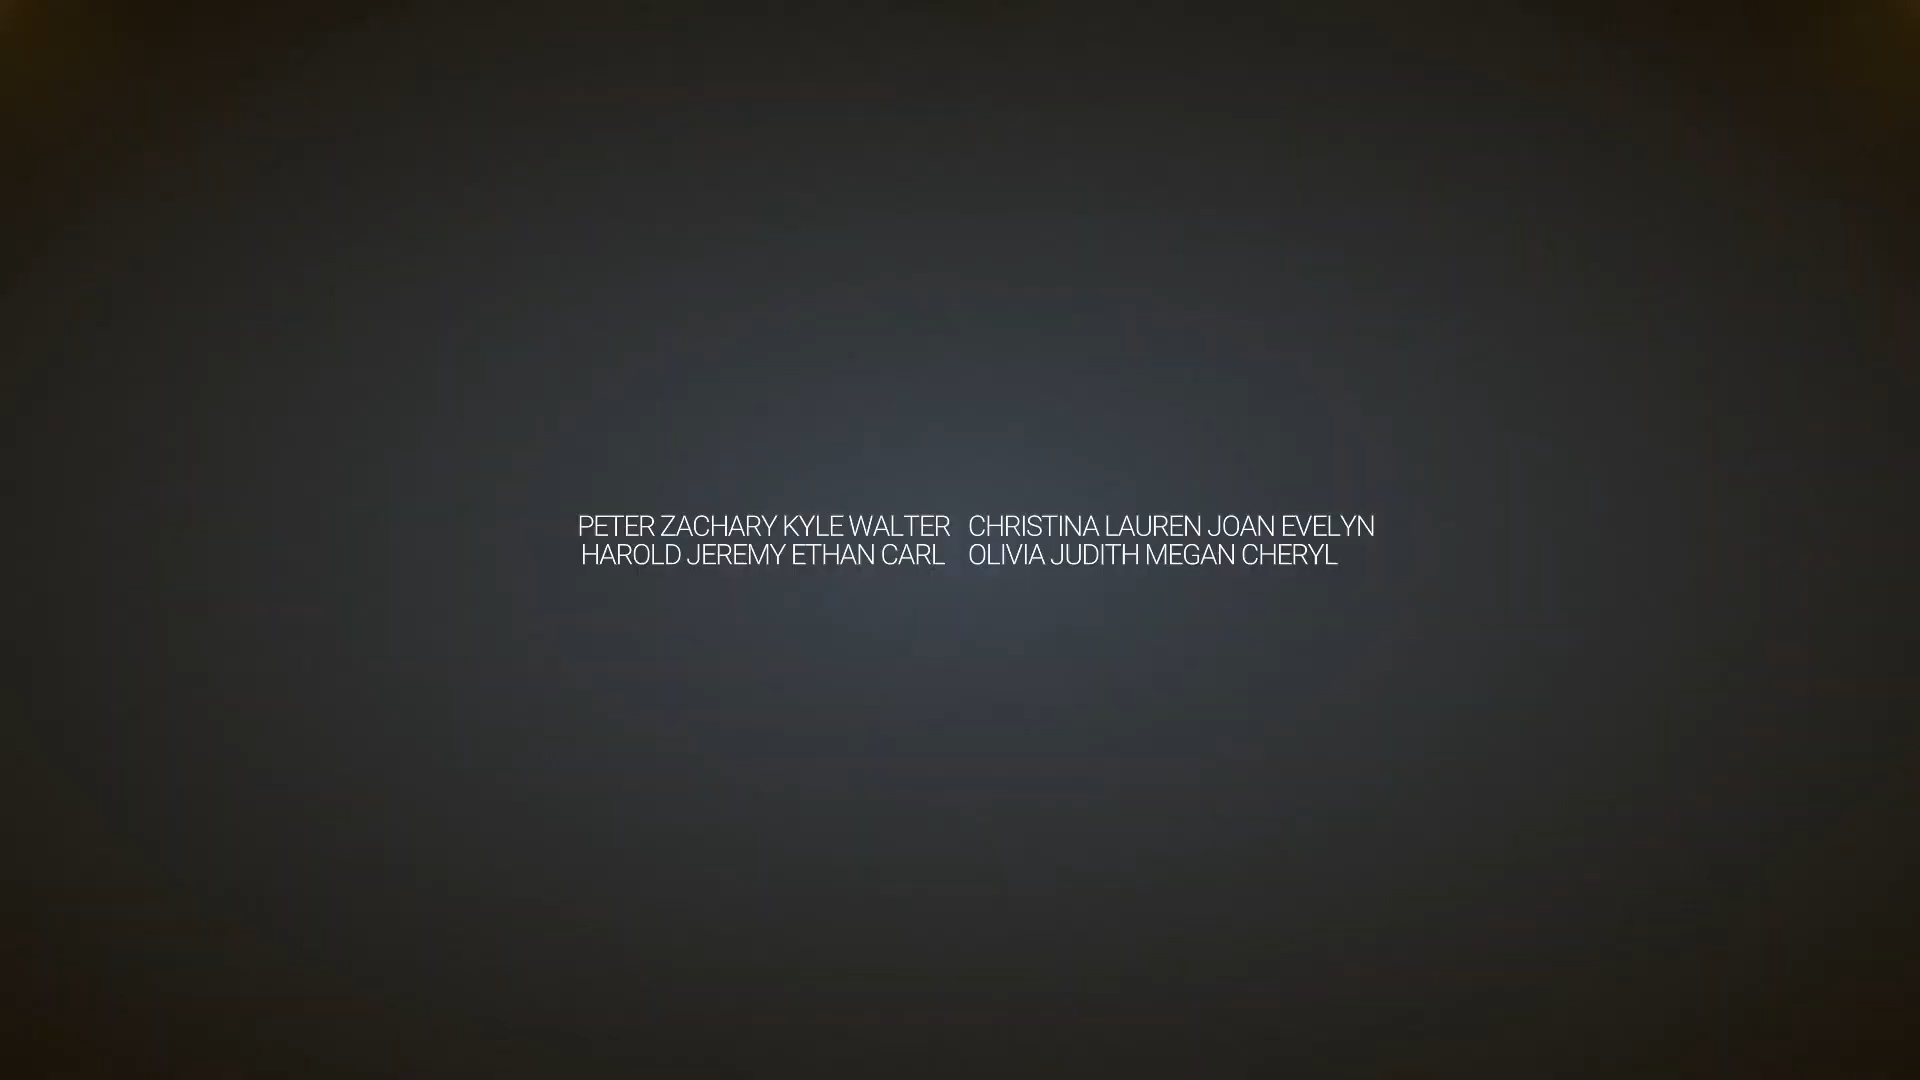 PETER ZACHARY KYLE WALTER CHRISTINA LAUREN JOAN EVELYN
HAROLD JEREMY ETHAN CARL OLIVIA JUDITH MEGAN CHERYL